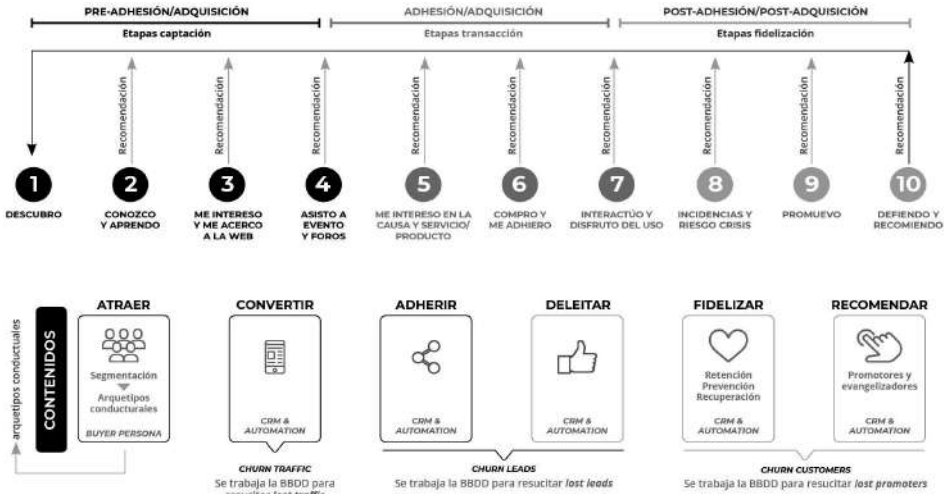 PRE-ADHESIÓN/ADQUISICIÓN
Etapas captación
ADHESIÓN/ADQUISICIÓN
Etapas transacción
POST-ADHESIÓN/POST-ADQUISICIÓN
Etapas fidelización
Recomendación
Recomendación
Recomendación
Recomendación
Recomendación
Recomendación
Recomendación
Recomendación
Recomendación
1
DESCUBRO
2
CONOZCO
Y APRENDO
3
ME INTERESO
Y ME ACERCO
A LA WEB
4
ASISTO A
EVENTO
Y FOROS
5
ME INTERESO EN LA
CAUSA Y SERVICIO/
PRODUCTO
6
COMPRO Y
ME ADHIERO
7
INTERACTÚO Y
DISFRUTO DEL USO
8
INCIDENCIAS Y
RIESGO CRISIS
9
PROMUEVO
10
DEFIENDO Y
RECOMIENDO
arquetipos conductuales
CONTENIDOS
ATRAER
Segmentación
Arquetipos
conducturales
BUYER PERSONA
CONVERTIR
CRM &
AUTOMATION
ADHERIR
CRM &
AUTOMATION
DELEITAR
CRM &
AUTOMATION
FIDELIZAR
Retención
Prevención
Recuperación
CRM &
AUTOMATION
RECOMENDAR
Promotores y
evangelizadores
CRM &
AUTOMATION
CHURN TRAFFIC
Se trabaja la BBDD para
resucitar lost traffic
CHURN LEADS
Se trabaja la BBDD para resucitar lost leads
CHURN CUSTOMERS
Se trabaja la BBDD para resucitar lost promoters